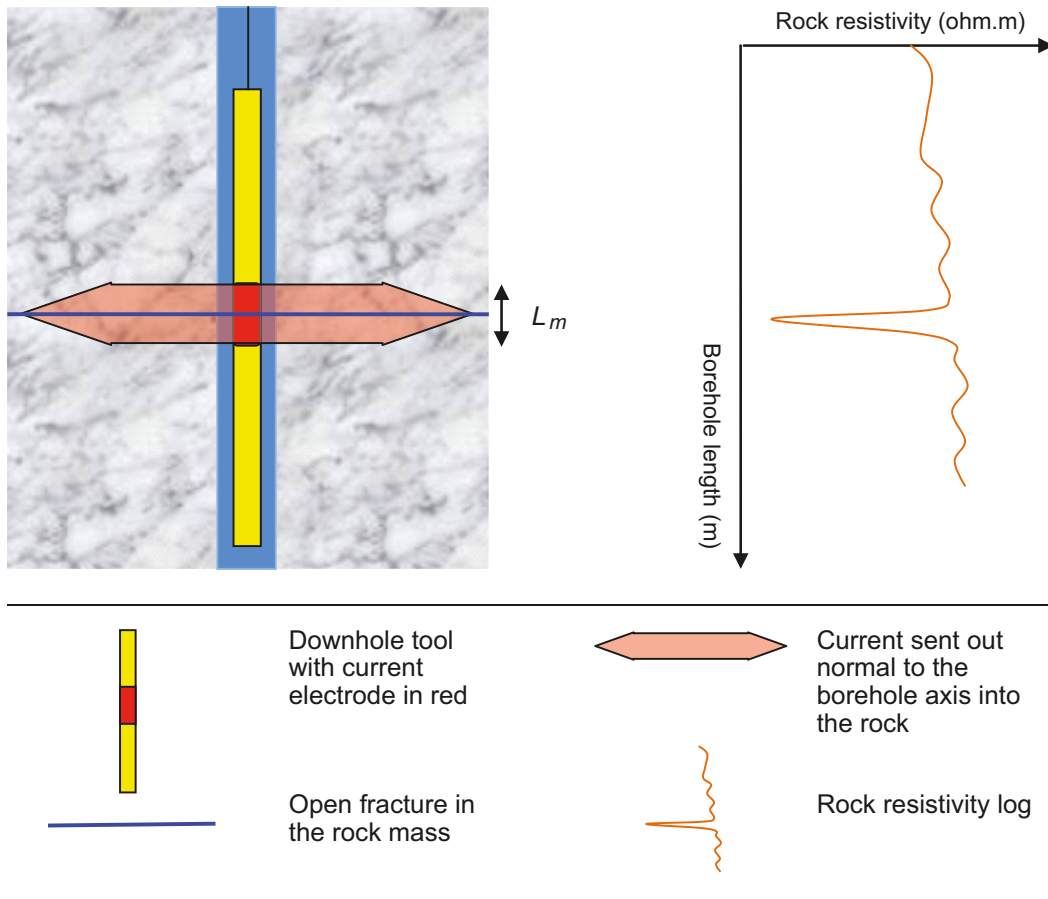 Rock resistivity (ohm.m)
L_m
Borehole length (m)
Downhole tool
with current
electrode in red
Current sent out
normal to the
borehole axis into
the rock
Open fracture in
the rock mass
Rock resistivity log